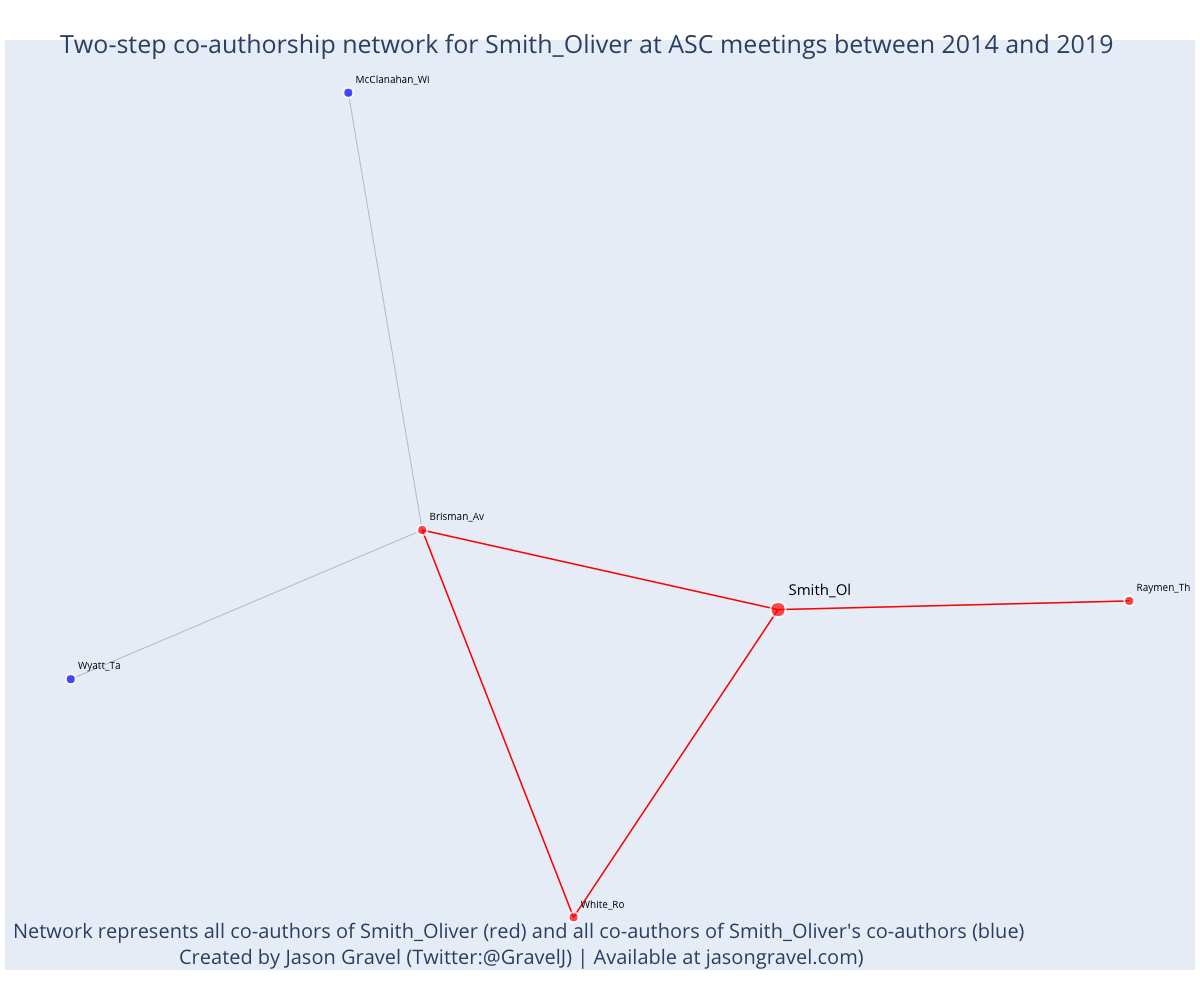 Two-step co-authorship network for Smith_Oliver at ASC meetings between 2014 and 2019
McClanahan_Wi
Brisman_Av
Smith_Ol
Raymen_Th
Wyatt_Ta
White_Ro
Network represents all co-authors of Smith_Oliver (red) and all co-authors of Smith_Oliver's co-authors (blue)
Created by Jason Gravel (Twitter:@GravelJ) | Available at jasongravel.com)